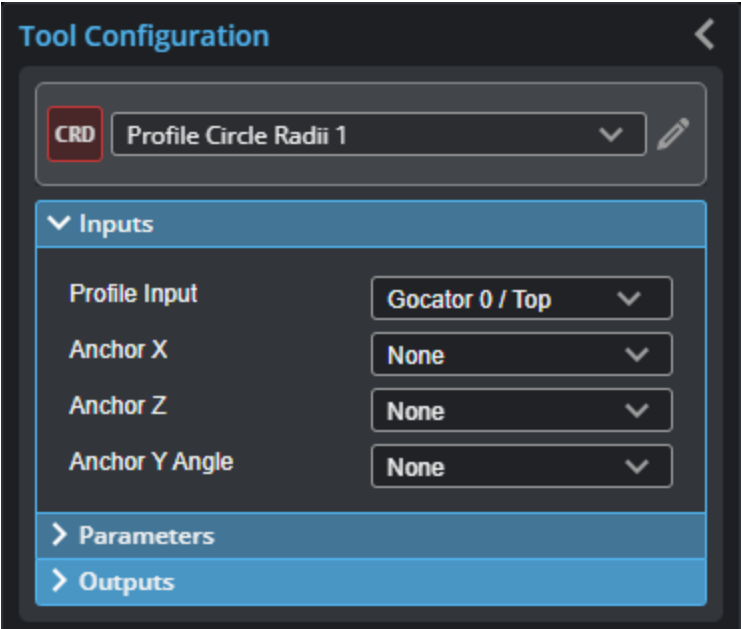 Tool Configuration
CRD Profile Circle Radii 1
Inputs
Profile Input Gocator 0 / Top
Anchor X None
Anchor Z None
Anchor Y Angle None
Parameters
Outputs